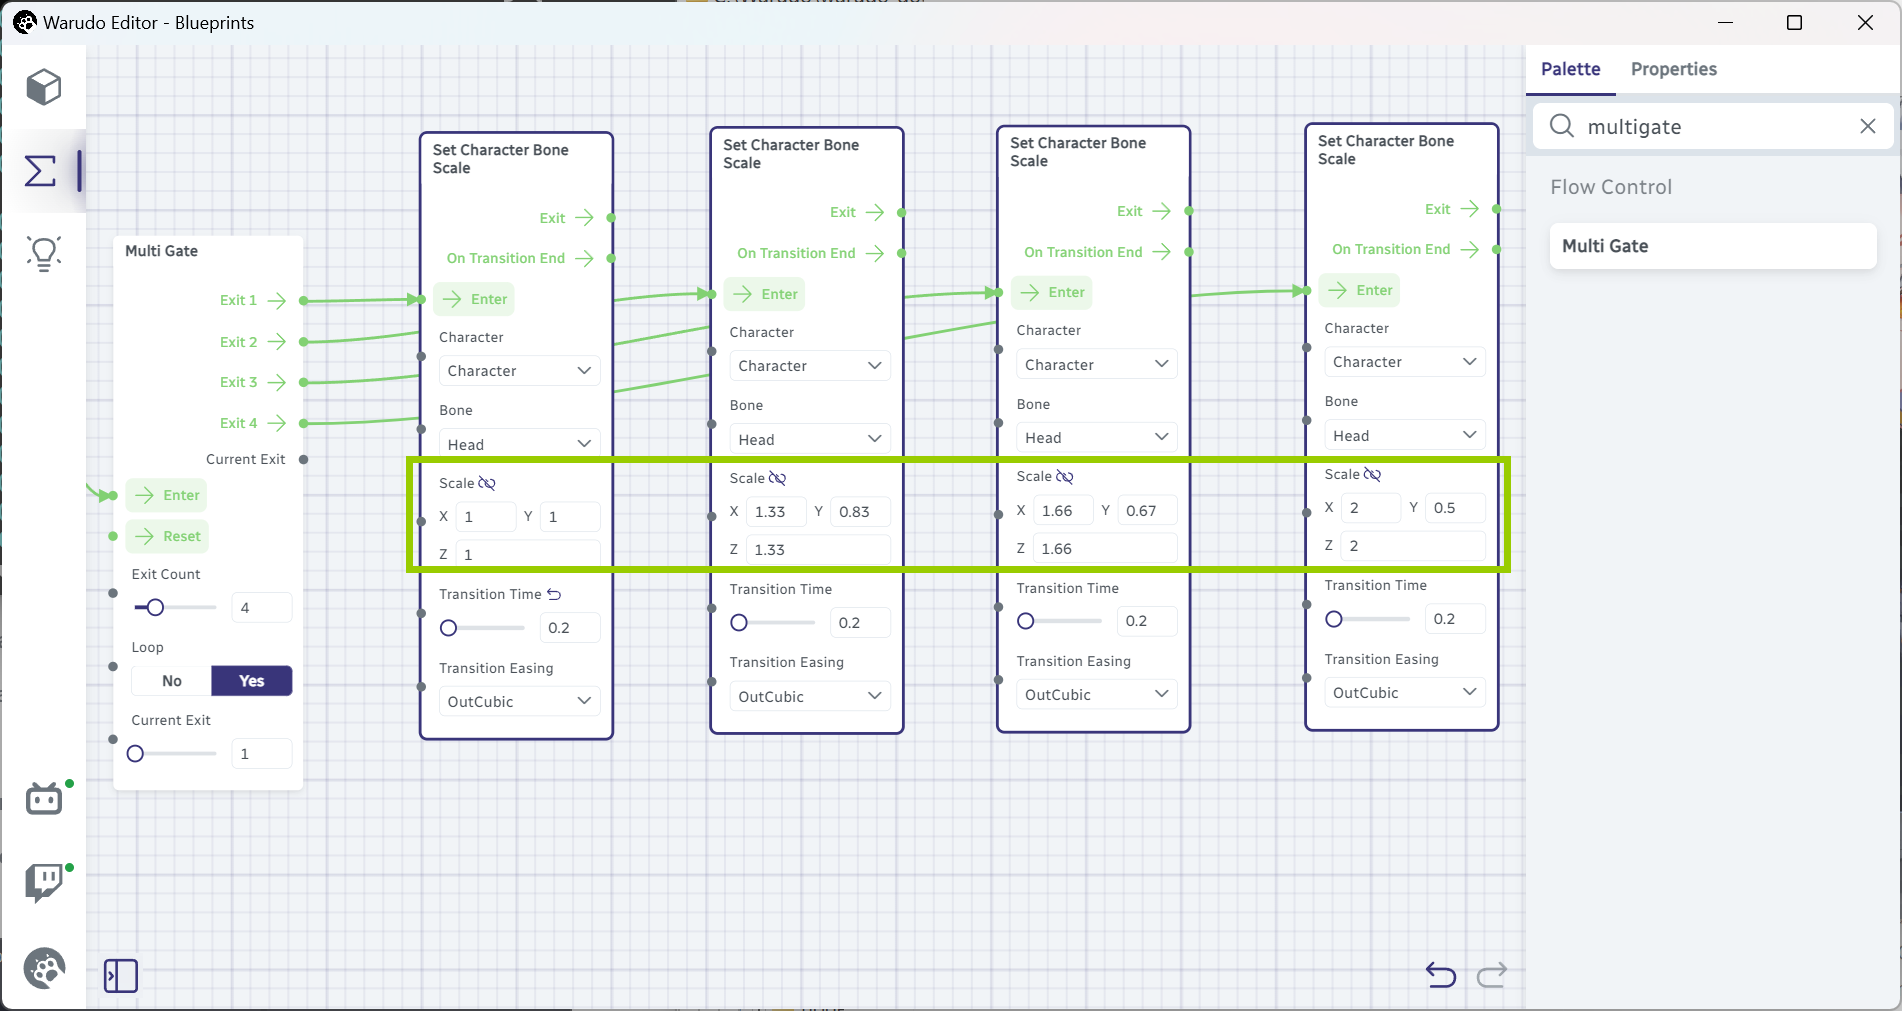 Warudo Editor - Blueprints
Palette
Properties
multigate
Flow Control
Multi Gate
Multi Gate
Exit 1
Exit 2
Exit 3
Exit 4
Current Exit
Enter
Reset
Exit Count
4
Loop
No
Yes
Current Exit
1
Set Character Bone
Scale
Exit
On Transition End
Enter
Character
Character
Bone
Head
Scale
X 1 Y 1
Z 1
Transition Time
0.2
Transition Easing
OutCubic
Set Character Bone
Scale
Exit
On Transition End
Enter
Character
Character
Bone
Head
Scale
X 1.33 Y 0.83
Z 1.33
Transition Time
0.2
Transition Easing
OutCubic
Set Character Bone
Scale
Exit
On Transition End
Enter
Character
Character
Bone
Head
Scale
X 1.66 Y 0.67
Z 1.66
Transition Time
0.2
Transition Easing
OutCubic
Set Character Bone
Scale
Exit
On Transition End
Enter
Character
Character
Bone
Head
Scale
X 2 Y 0.5
Z 2
Transition Time
0.2
Transition Easing
OutCubic